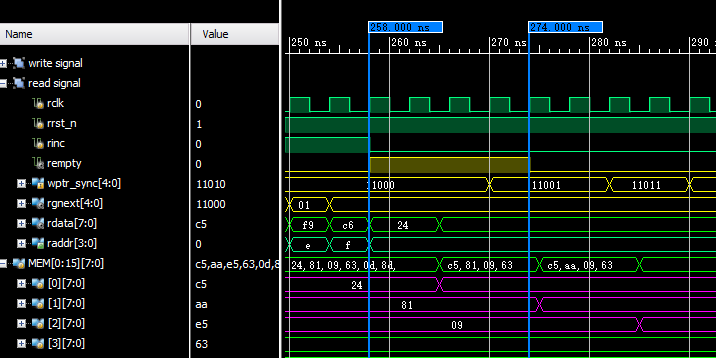 258.000 ns 274.000 ns
Name Value 250 ns 260 ns 270 ns 280 ns 290 n
write signal
read signal
rclk 0
rrst_n 1
rinc 0
rempty 0
wptr_sync[4:0] 11010 11000 11001 11011
rgnext[4:0] 11000 01
rdata[7:0] c5 f9 c6 24
raddr[3:0] 0 e f
MEM[0:15][7:0] c5,aa,e5,63,0d,8 24,81,09,63,0d,8d, c5,81,09,63 c5,aa,09,63
[0][7:0] c5 24
[1][7:0] aa 81
[2][7:0] e5 09
[3][7:0] 63